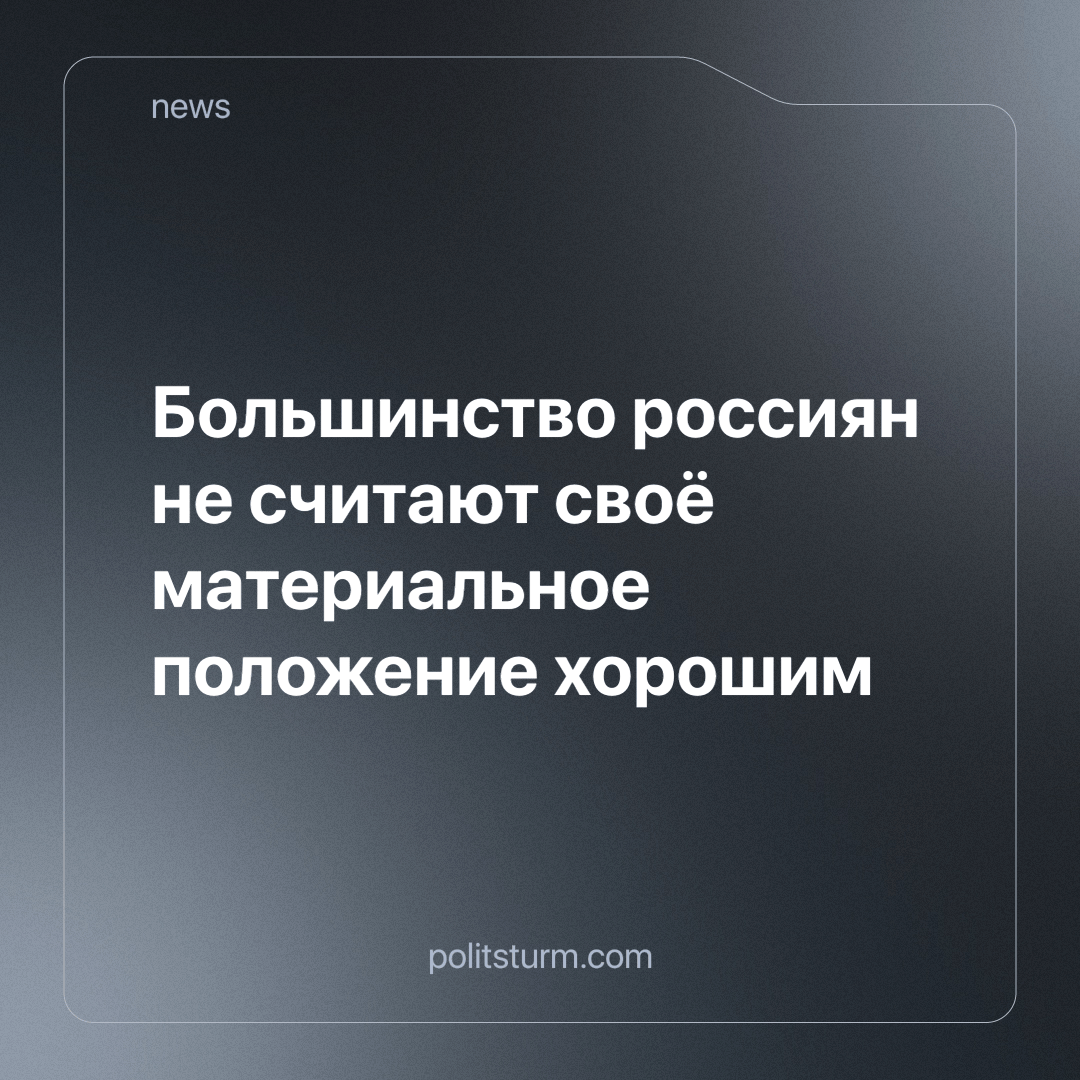 news
Большинство россиян
не считают своё
материальное
положение хорошим
politsturm.com